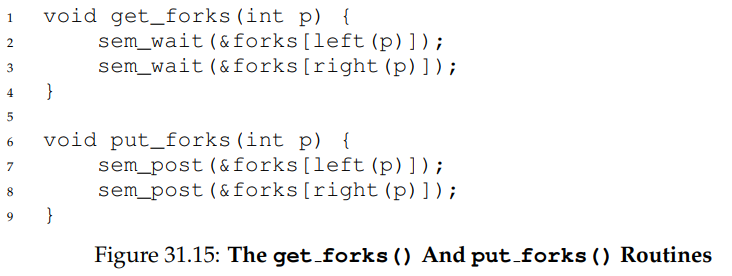 1 void get_forks(int p) {
2     sem_wait(&forks[left(p)]);
3     sem_wait(&forks[right(p)]);
4 }
5
6 void put_forks(int p) {
7     sem_post(&forks[left(p)]);
8     sem_post(&forks[right(p)]);
9 }
Figure 31.15: The get_forks() And put_forks() Routines